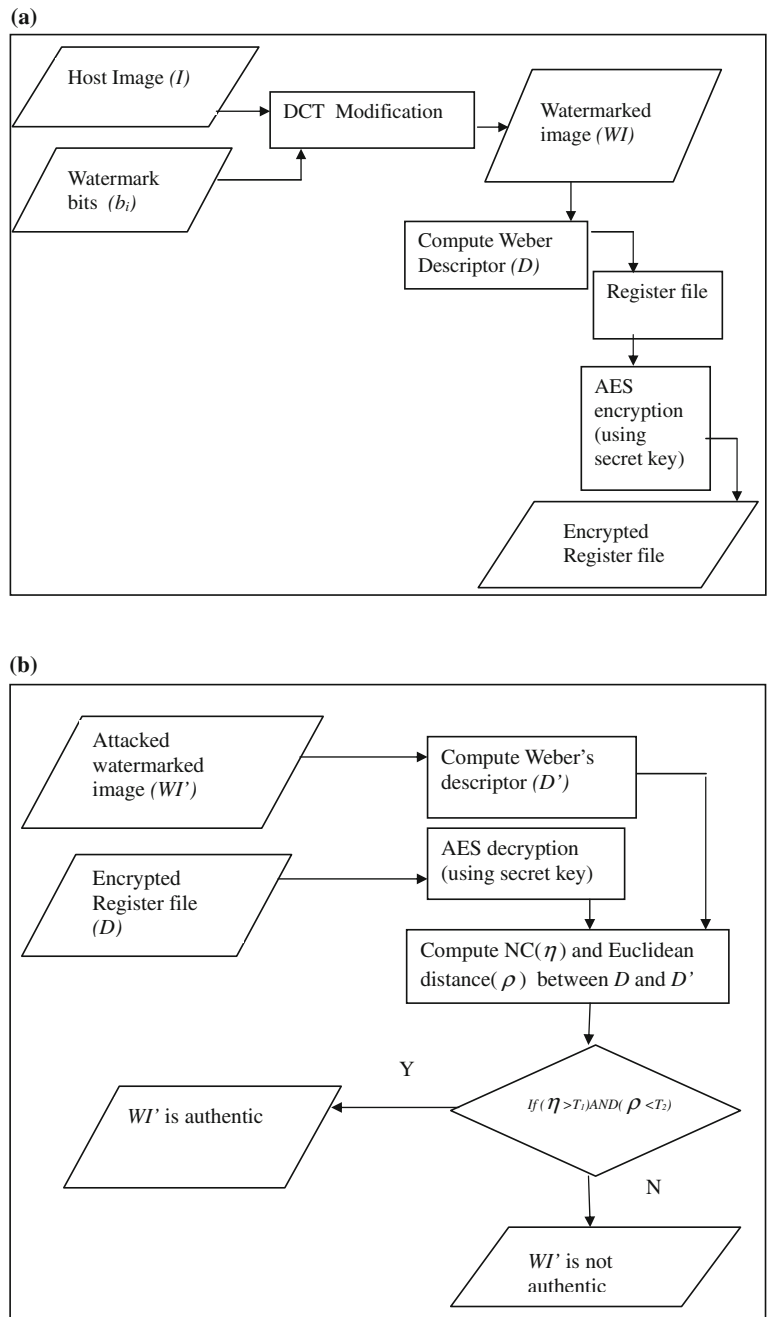 (a)
Host Image (I)
DCT Modification
Watermarked
image (WI)
Watermark
bits (bᵢ)
Compute Weber
Descriptor (D)
Register file
AES
encryption
(using
secret key)
Encrypted
Register file
(b)
Attacked
watermarked
image (WI’)
Compute Weber’s
descriptor (D’)
AES decryption
(using secret key)
Encrypted
Register file
(D)
Compute NC(η) and Euclidean
distance(ρ) between D and D’
If (η >T₁)AND(ρ <T₂)
Y
WI’ is authentic
N
WI’ is not
authentic